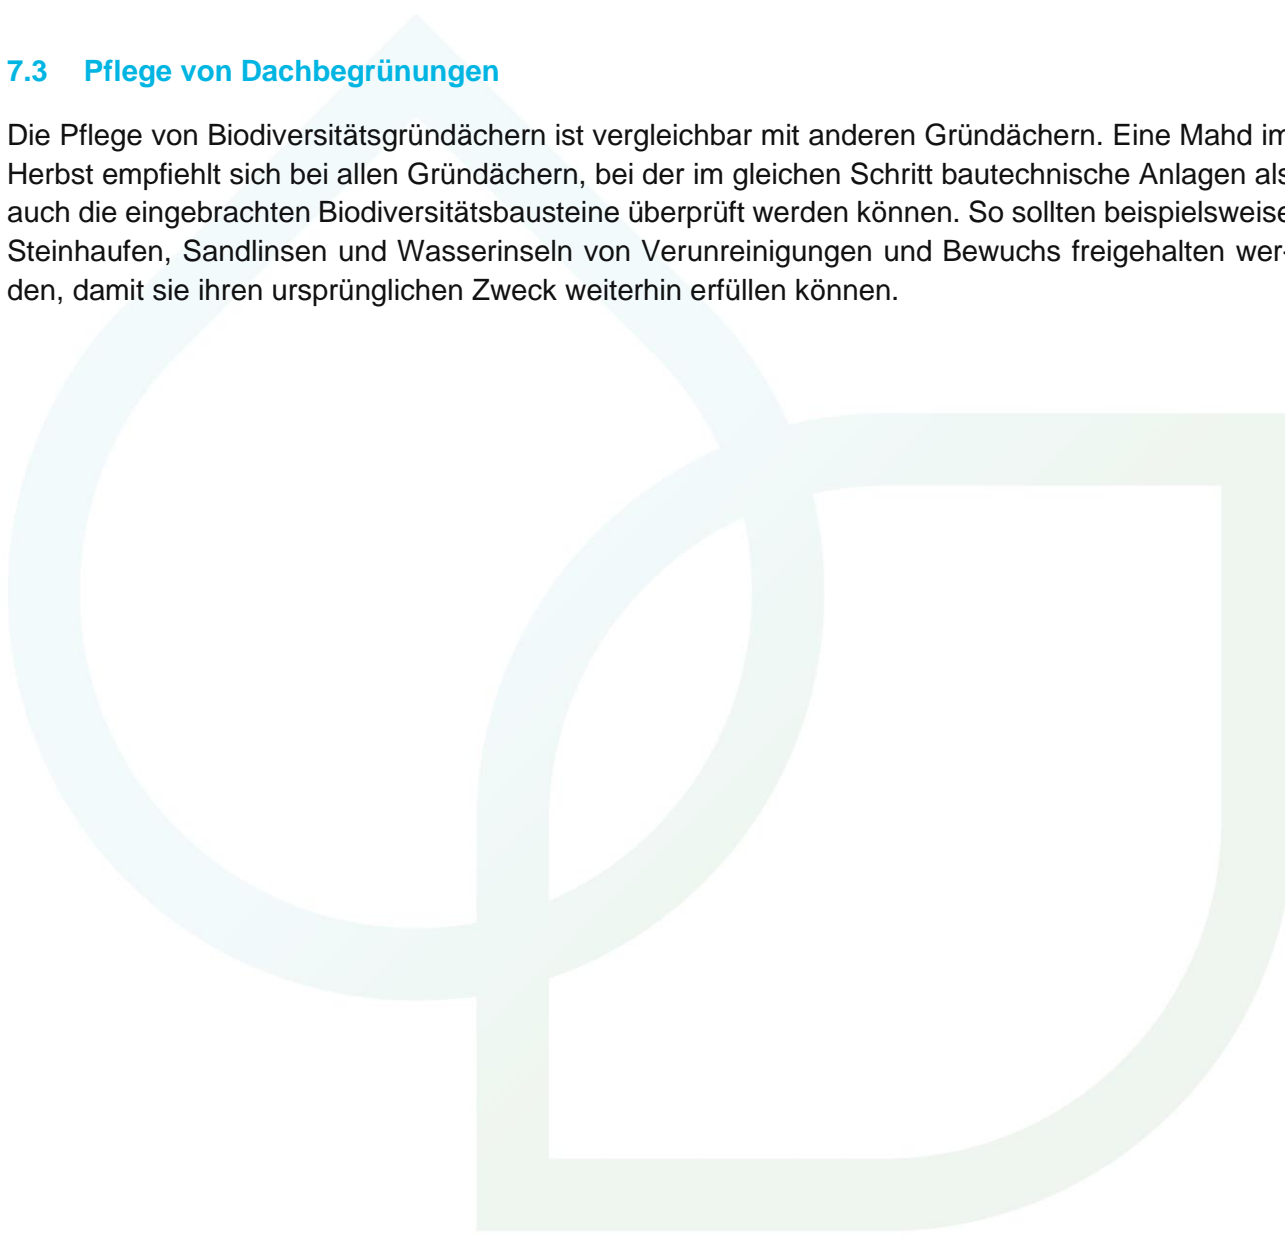 7.3 Pflege von Dachbegrünungen
Die Pflege von Biodiversitätsgründächern ist vergleichbar mit anderen Gründächern. Eine Mahd im
Herbst empfiehlt sich bei allen Gründächern, bei der im gleichen Schritt bautechnische Anlagen als
auch die eingebrachten Biodiversitätsbausteine überprüft werden können. So sollten beispielsweise
Steinhaufen, Sandlinsen und Wasserinseln von Verunreinigungen und Bewuchs freigehalten wer-
den, damit sie ihren ursprünglichen Zweck weiterhin erfüllen können.